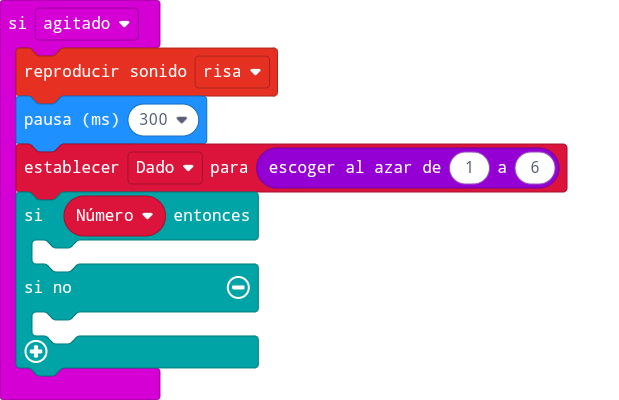 si agitado
reproducir sonido risa
pausa (ms) 300
establecer Dado para escoger al azar de 1 a 6
si Número entonces
si no